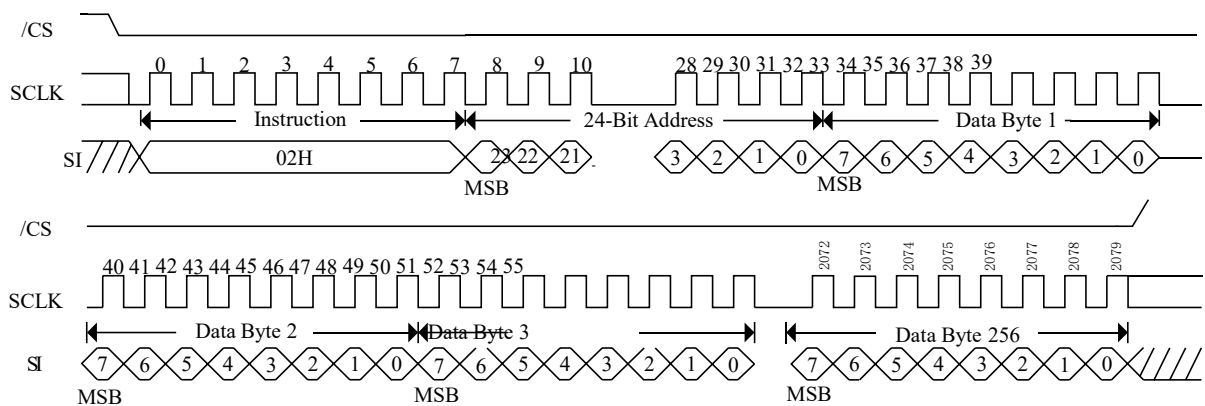 /CS
0 1 2 3 4 5 6 7 8 9 10 28 29 30 31 32 33 34 35 36 37 38 39
SCLK
Instruction 24-Bit Address Data Byte 1
SI 02H 23 22 21 3 2 1 0 7 6 5 4 3 2 1 0
MSB MSB
/CS
40 41 42 43 44 45 46 47 48 49 50 51 52 53 54 55 2072 2073 2074 2075 2076 2077 2078 2079
SCLK
Data Byte 2 Data Byte 3 Data Byte 256
SI 7 6 5 4 3 2 1 0 7 6 5 4 3 2 1 0 7 6 5 4 3 2 1 0
MSB MSB MSB